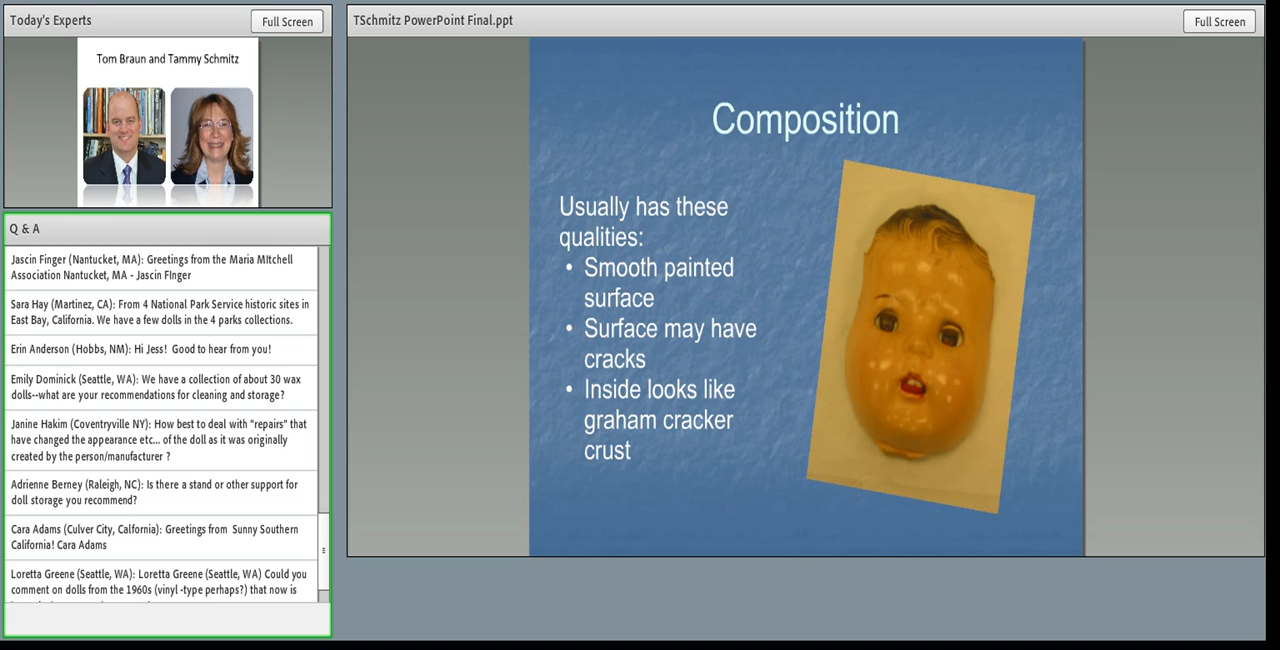 Today's Experts
Full Screen
Tom Braun and Tammy Schmitz
Q & A
Jascin Finger (Nantucket, MA): Greetings from the Maria MItchell
Association Nantucket, MA - Jascin FInger
Sara Hay (Martinez, CA): From 4 National Park Service historic sites in
East Bay, California. We have a few dolls in the 4 parks collections.
Erin Anderson (Hobbs, NM): Hi Jess! Good to hear from you!
Emily Dominick (Seattle, WA): We have a collection of about 30 wax
dolls--what are your recommendations for cleaning and storage?
Janine Hakim (Coventryville NY): How best to deal with "repairs" that
have changed the appearance etc... of the doll as it was originally
created by the person/manufacturer ?
Adrienne Berney (Raleigh, NC): Is there a stand or other support for
doll storage you recommend?
Cara Adams (Culver City, Calfornia): Greetings from Sunny Southern
California! Cara Adams
Loretta Greene (Seattle, WA): Loretta Greene (Seattle, WA) Could you
comment on dolls from the 1960s (vinyl -type perhaps?) that now is
TSchmitz PowerPoint Final.ppt
Full Screen
Composition
Usually has these
qualities:
• Smooth painted
surface
• Surface may have
cracks
• Inside looks like
graham cracker
crust